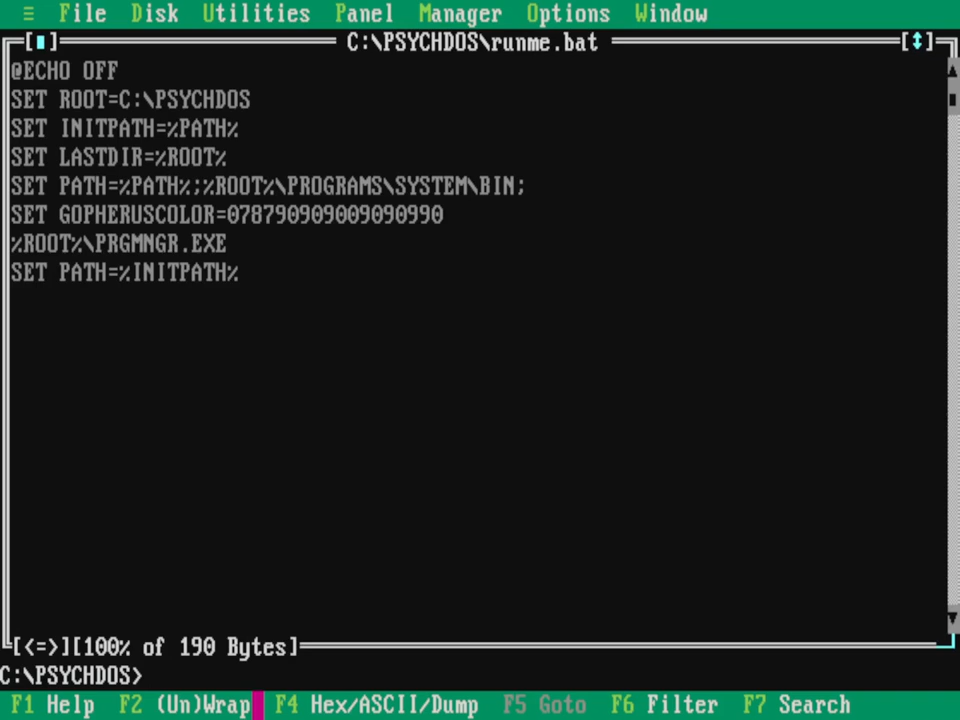 ≡ File Disk Utilities Panel Manager Options Window
[▮] C:\PSYCHDOS\runme.bat [↕]
@ECHO OFF
SET ROOT=C:\PSYCHDOS
SET INITPATH=%PATH%
SET LASTDIR=%ROOT%
SET PATH=%PATH%;%ROOT%\PROGRAMS\SYSTEM\BIN;
SET GOPHERUSCOLOR=078790909009090990
%ROOT%\PRGMNGR.EXE
SET PATH=%INITPATH%
[<=>][100% of 190 Bytes]
C:\PSYCHDOS>
F1 Help F2 (Un)Wrap F4 Hex/ASCII/Dump F5 Goto F6 Filter F7 Search